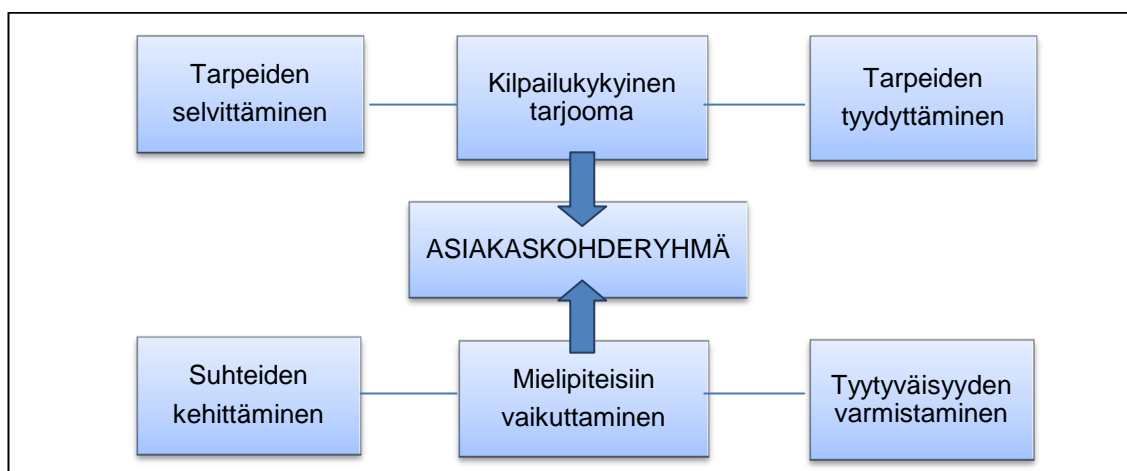 Tarpeiden
selvittäminen
Kilpailukykyinen
tarjooma
Tarpeiden
tyydyttäminen
ASIAKASKOHDERYHMÄ
Suhteiden
kehittäminen
Mielipiteisiin
vaikuttaminen
Tyytyväisyyden
varmistaminen